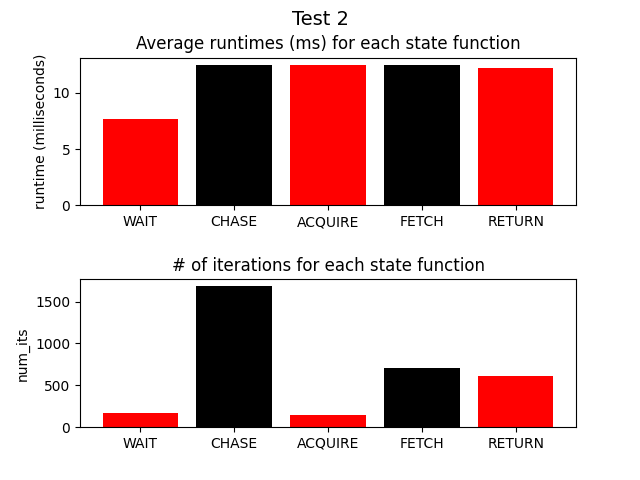 Test 2
Average runtimes (ms) for each state function
runtime (milliseconds)
10
5
0
WAIT CHASE ACQUIRE FETCH RETURN
# of iterations for each state function
num_its
1500
1000
500
0
WAIT CHASE ACQUIRE FETCH RETURN